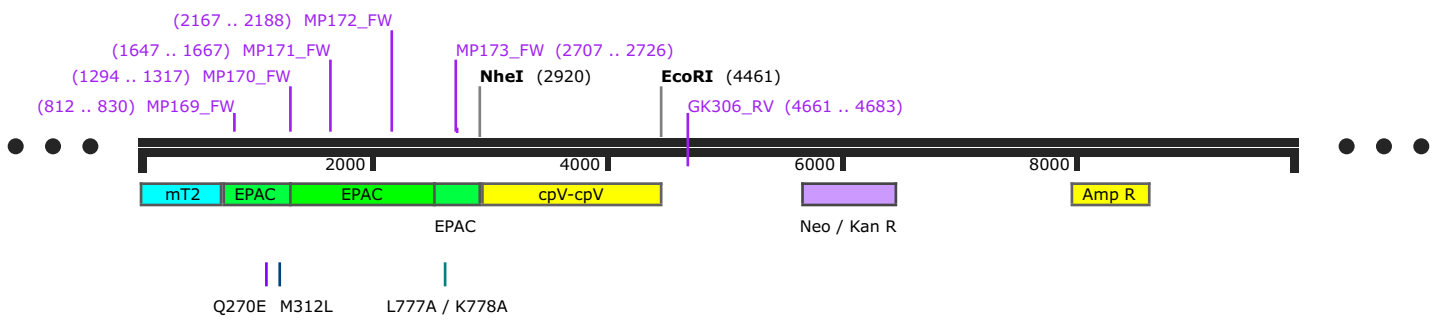 (2167 .. 2188) MP172_FW
(1647 .. 1667) MP171_FW
MP173_FW (2707 .. 2726)
(1294 .. 1317) MP170_FW
NheI (2920)
EcoRI (4461)
(812 .. 830) MP169_FW
GK306_RV (4661 .. 4683)
2000
4000
6000
8000
mT2
EPAC
EPAC
cpV-cpV
Amp R
EPAC
Neo / Kan R
Q270E
M312L
L777A / K778A